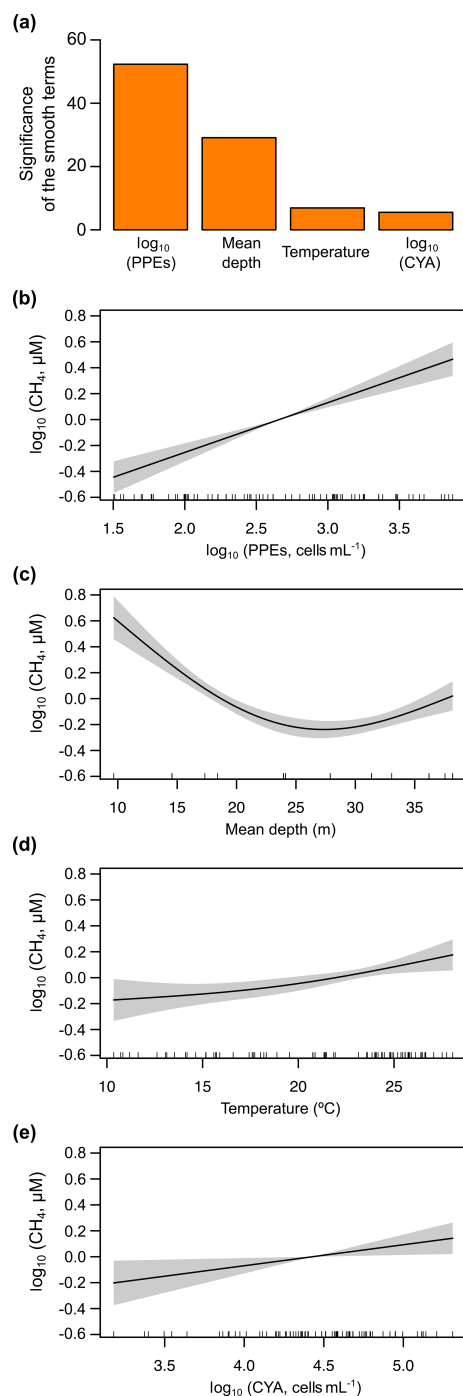 (a)
60
40
20
0
Significance
of the smooth terms
log₁₀
(PPEs)
Mean
depth
Temperature
log₁₀
(CYA)
(b)
0.8
0.6
0.4
0.2
0.0
-0.2
-0.4
-0.6
log₁₀ (CH₄, µM)
1.5 2.0 2.5 3.0 3.5
log₁₀ (PPEs, cells mL⁻¹)
(c)
0.8
0.6
0.4
0.2
0.0
-0.2
-0.4
-0.6
log₁₀ (CH₄, µM)
10 15 20 25 30 35
Mean depth (m)
(d)
0.8
0.6
0.4
0.2
0.0
-0.2
-0.4
-0.6
log₁₀ (CH₄, µM)
10 15 20 25
Temperature (ºC)
(e)
0.8
0.6
0.4
0.2
0.0
-0.2
-0.4
-0.6
log₁₀ (CH₄, µM)
3.5 4.0 4.5 5.0
log₁₀ (CYA, cells mL⁻¹)